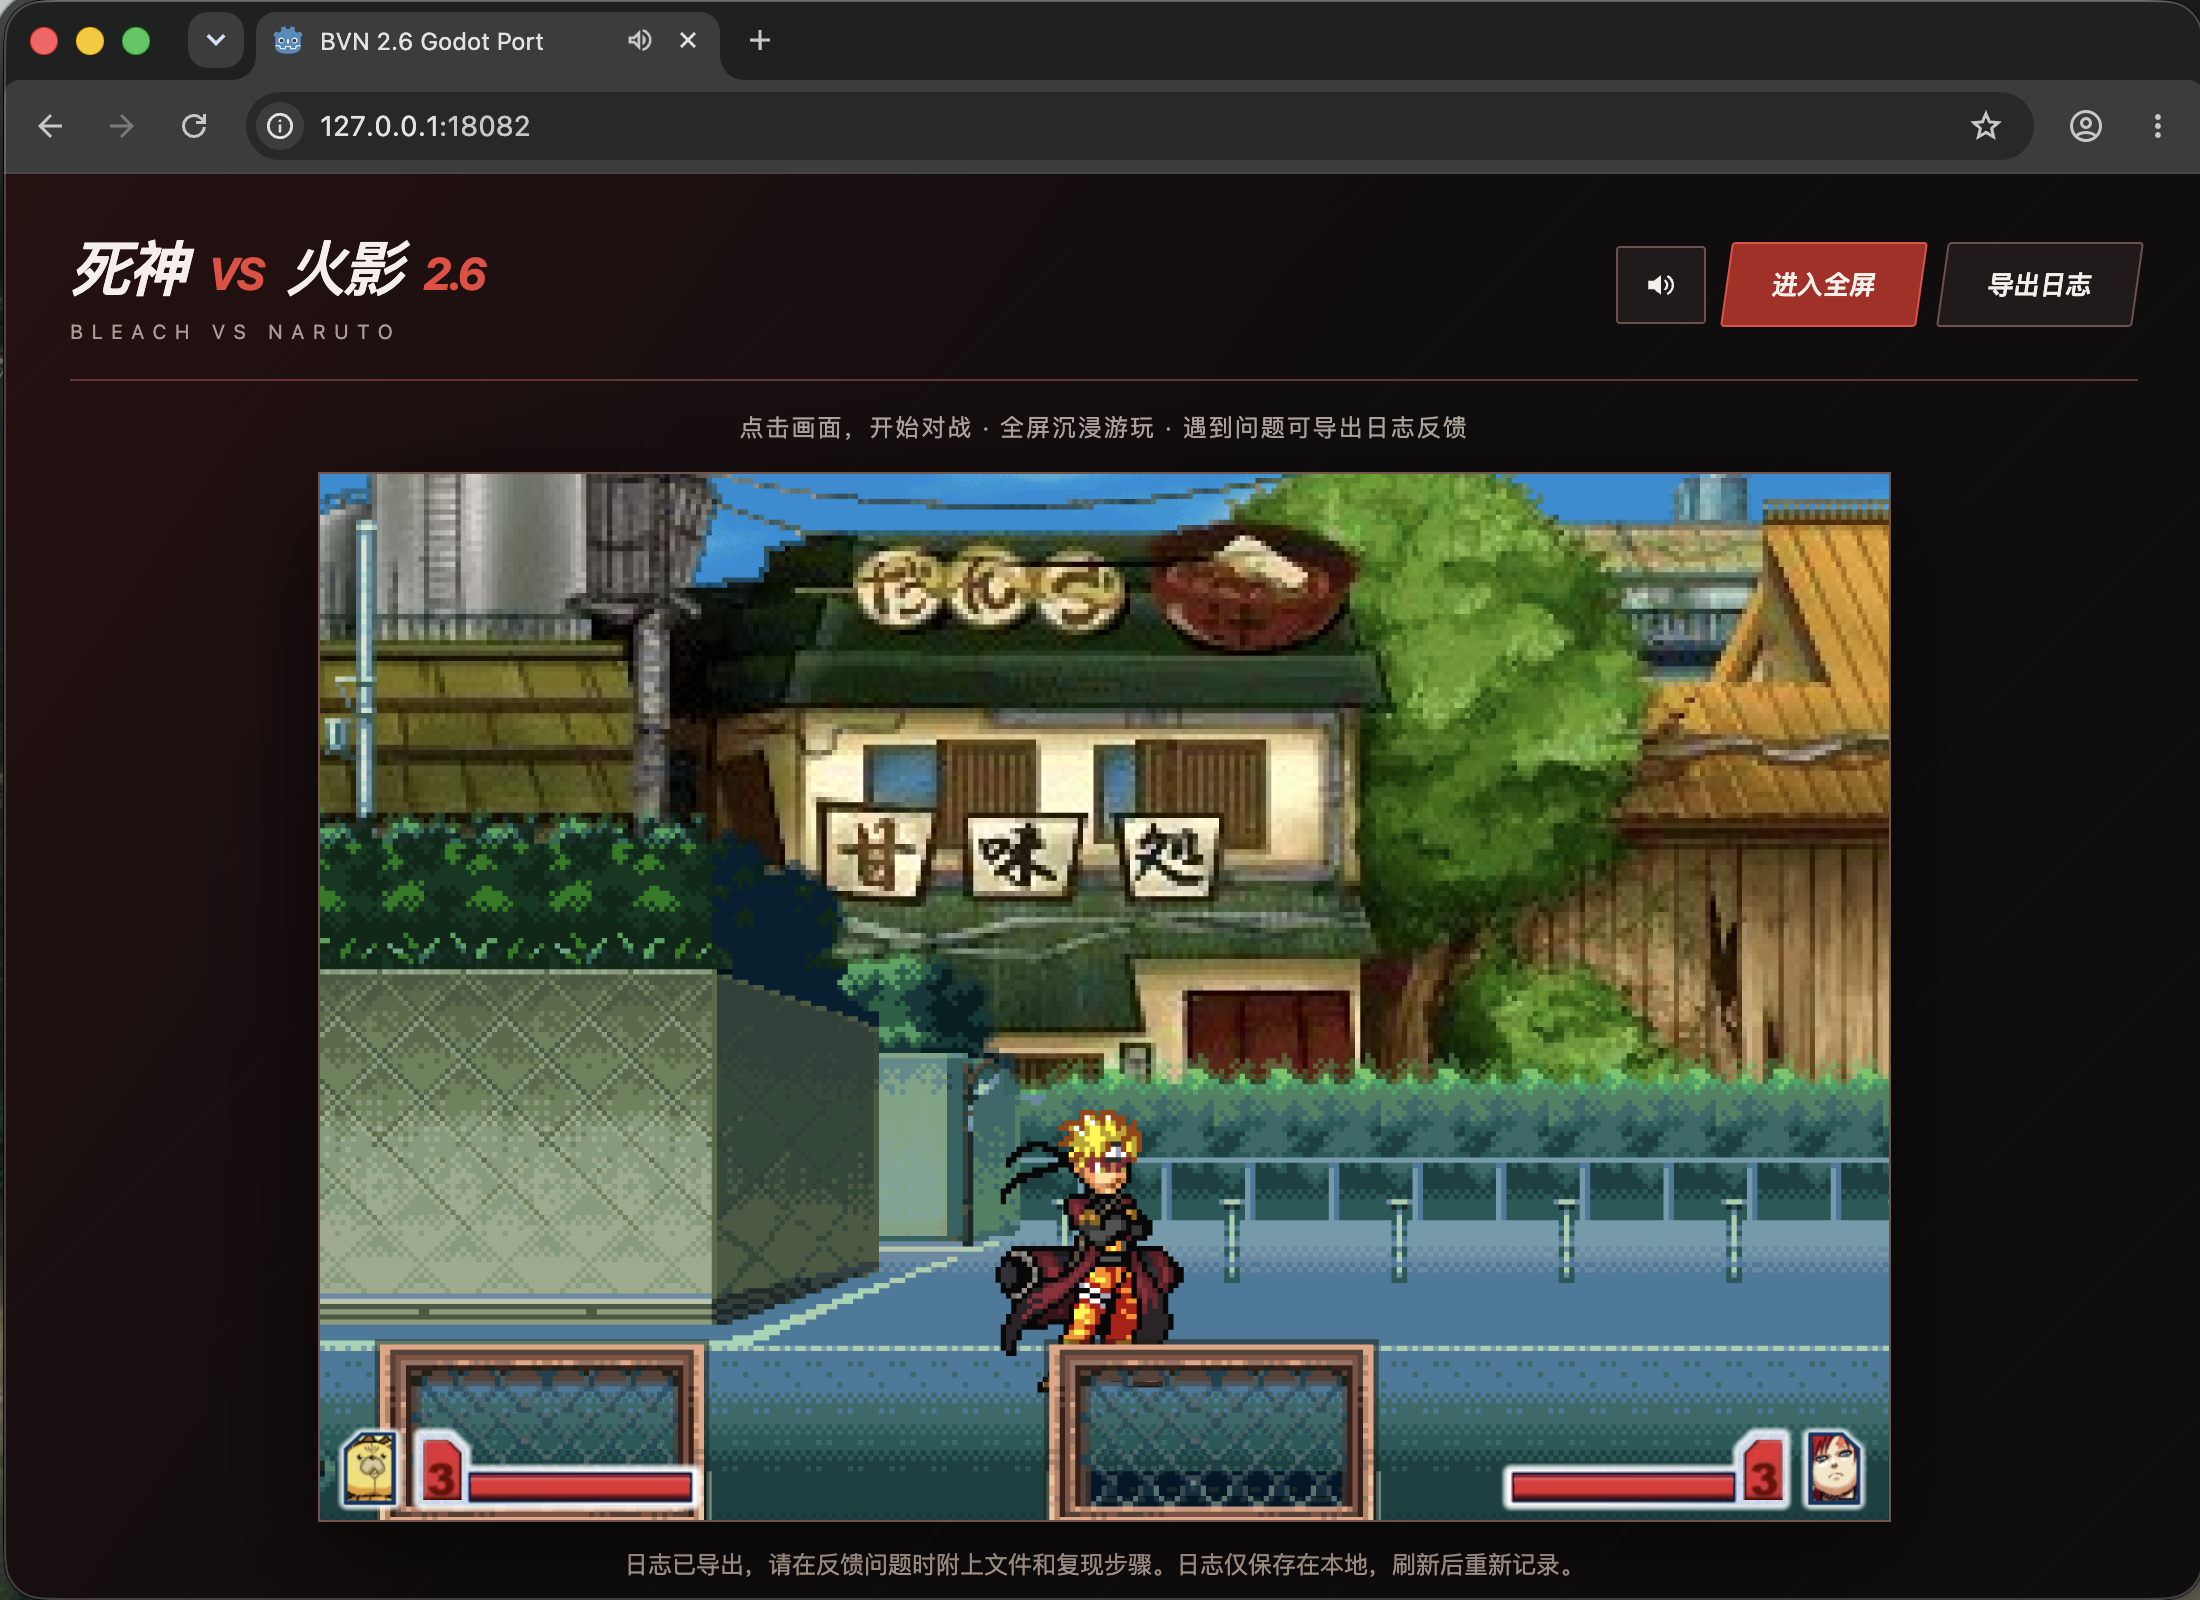 BVN 2.6 Godot Port
127.0.0.1:18082
死神 VS 火影 2.6
BLEACH VS NARUTO
进入全屏
导出日志
点击画面，开始对战 · 全屏沉浸游玩 · 遇到问题可导出日志反馈
甘 味 処
3
3
日志已导出，请在反馈问题时附上文件和复现步骤。日志仅保存在本地，刷新后重新记录。